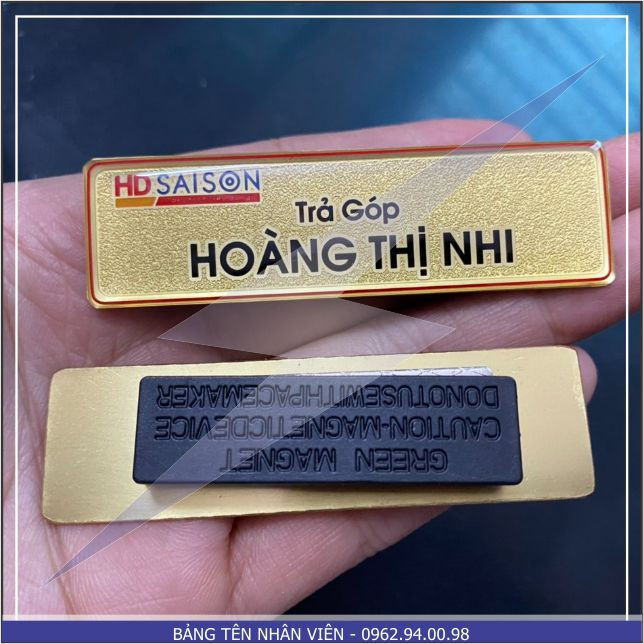 HD SAISON
Trả Góp
HOÀNG THỊ NHI
GREEN MAGNET
CAUTION-MAGNETICDEVICE
DONOTUSEWITHPACEMAKER
BẢNG TÊN NHÂN VIÊN - 0962.94.00.98